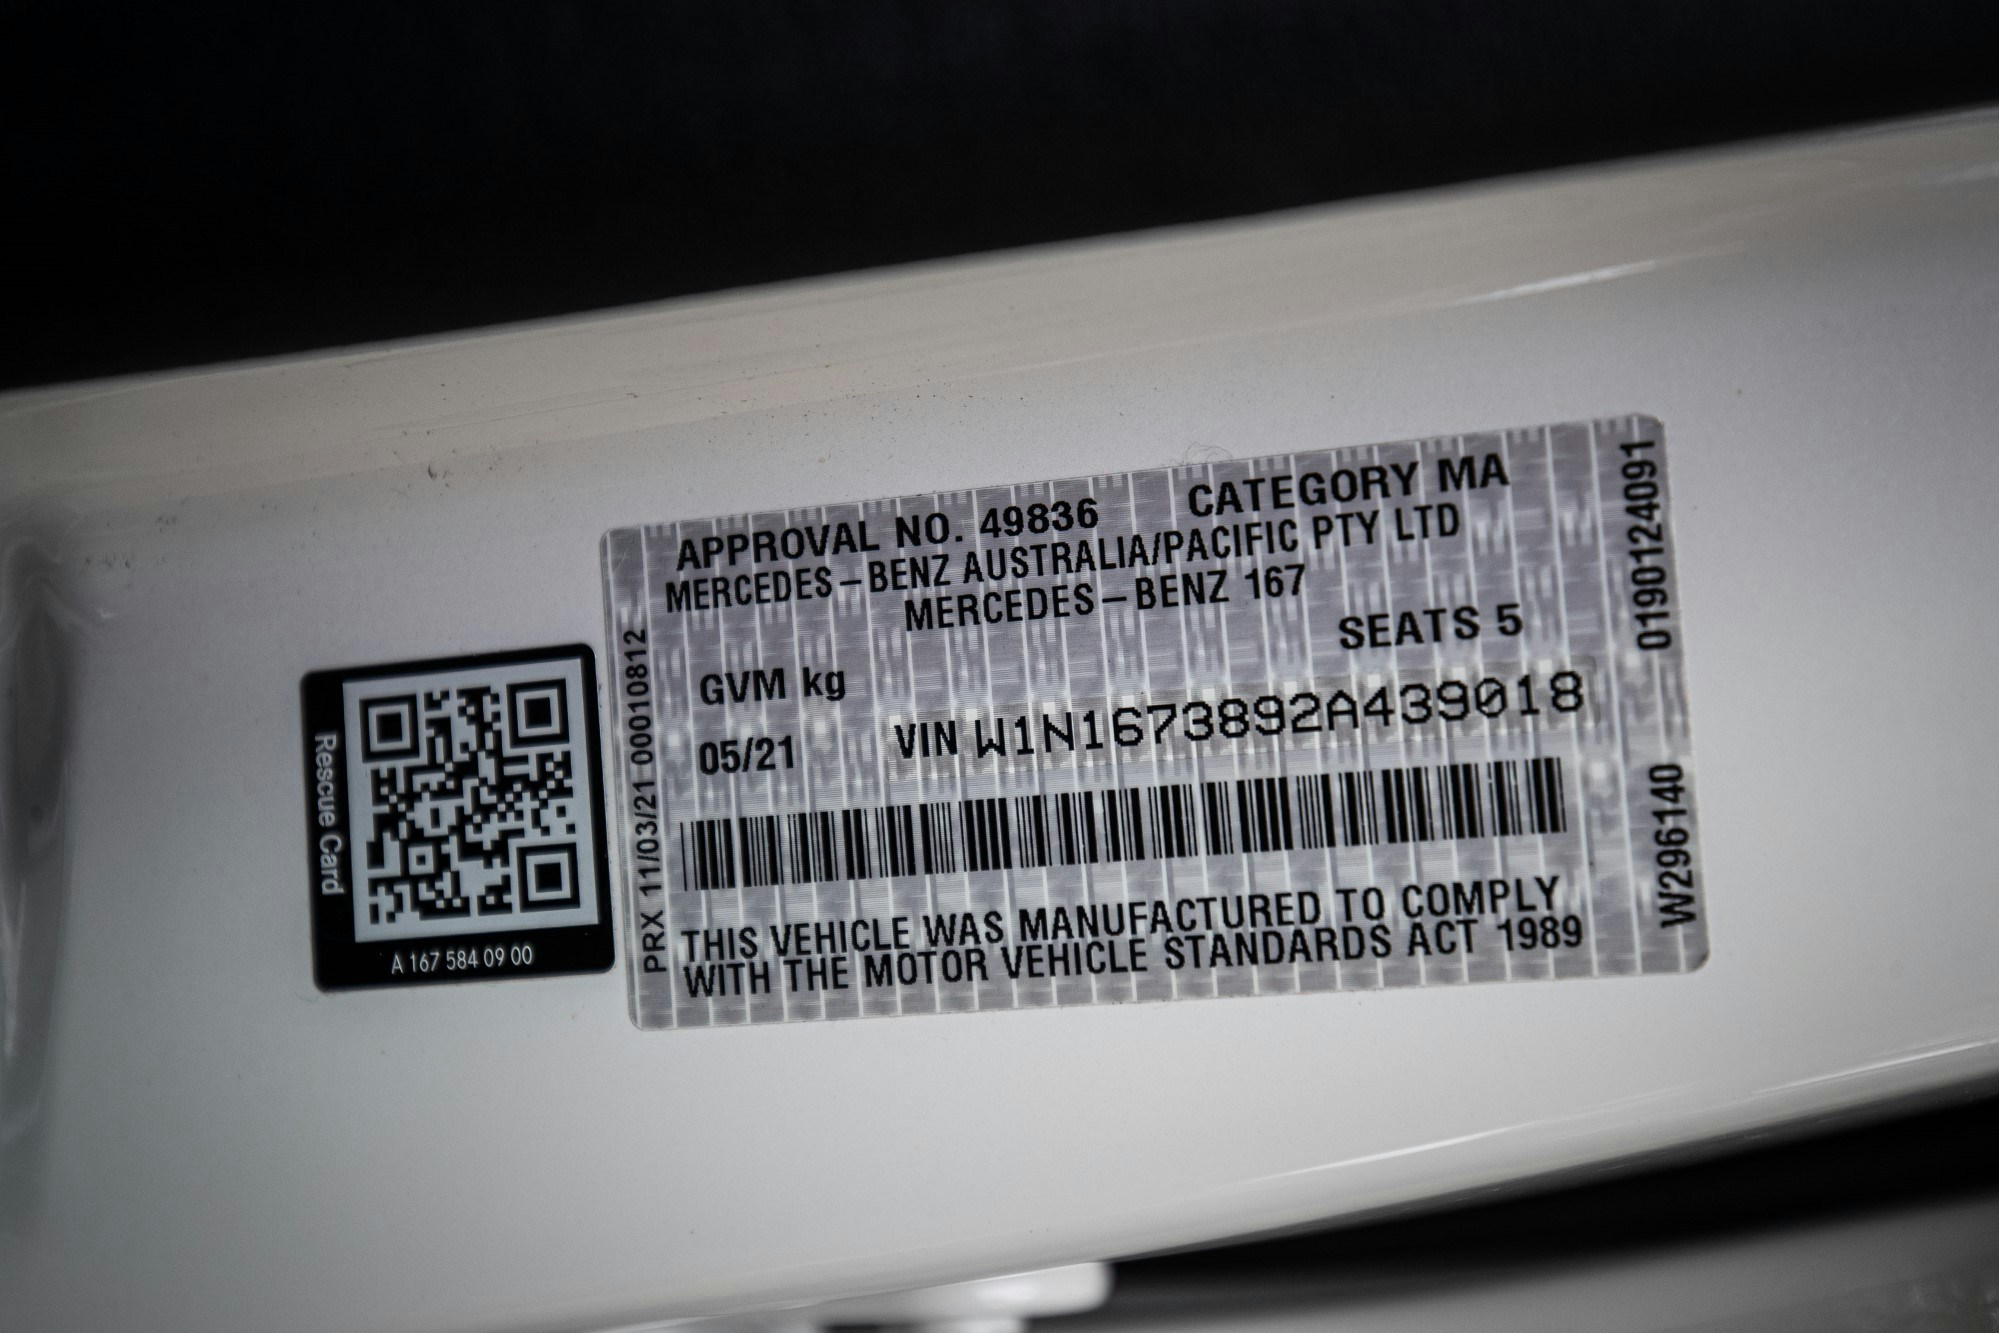 APPROVAL NO. 49836 CATEGORY MA
MERCEDES-BENZ AUSTRALIA/PACIFIC PTY LTD
MERCEDES-BENZ 167
SEATS 5
GVM kg
05/21 VIN W1N1673892A439018
THIS VEHICLE WAS MANUFACTURED TO COMPLY
WITH THE MOTOR VEHICLE STANDARDS ACT 1989
PRX 11/03/21 00010812
W296140 01901124091
Rescue Card
A 167 584 09 00